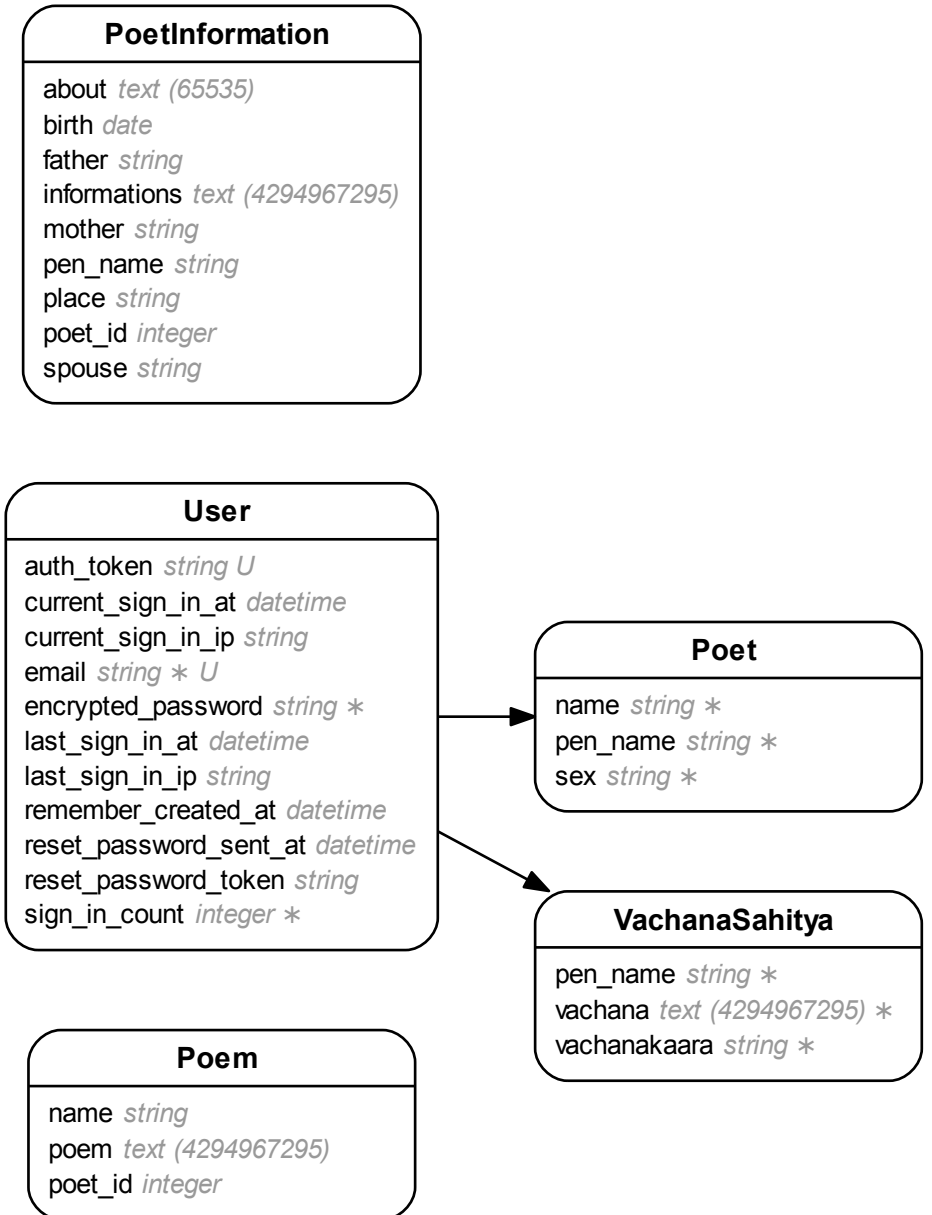 PoetInformation
about text (65535)
birth date
father string
informations text (4294967295)
mother string
pen_name string
place string
poet_id integer
spouse string
User
auth_token string U
current_sign_in_at datetime
current_sign_in_ip string
email string ∗ U
encrypted_password string ∗
last_sign_in_at datetime
last_sign_in_ip string
remember_created_at datetime
reset_password_sent_at datetime
reset_password_token string
sign_in_count integer ∗
Poet
name string ∗
pen_name string ∗
sex string ∗
VachanaSahitya
pen_name string ∗
vachana text (4294967295) ∗
vachanakaara string ∗
Poem
name string
poem text (4294967295)
poet_id integer